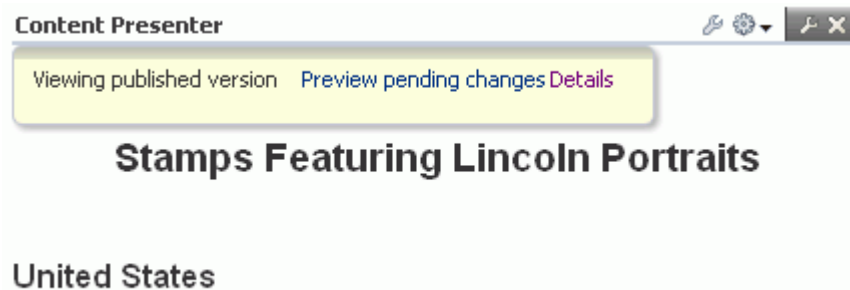 Content Presenter
Viewing published version Preview pending changes Details
Stamps Featuring Lincoln Portraits
United States